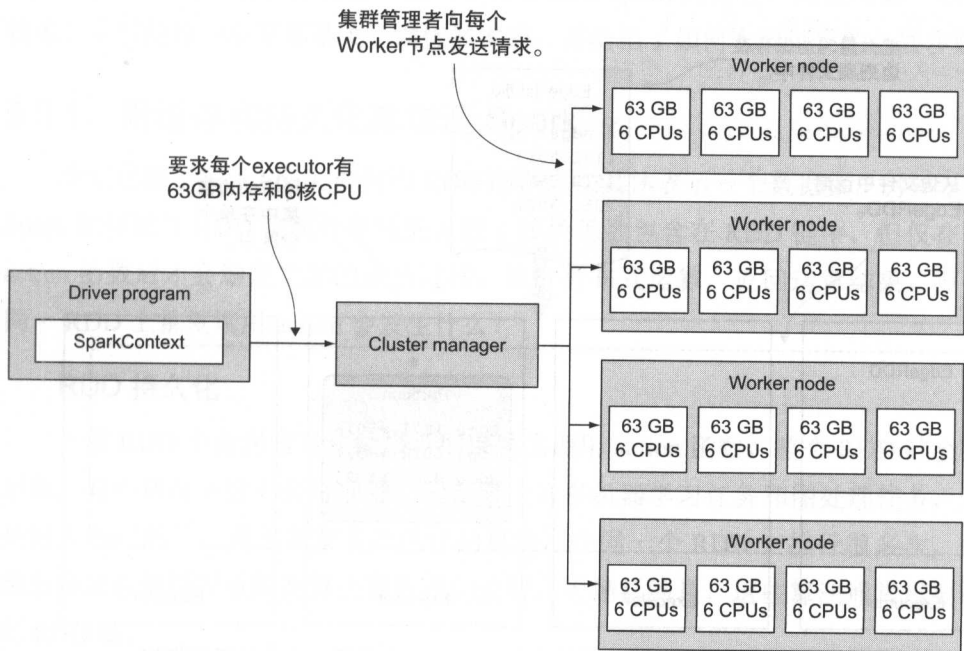 集群管理者向每个
Worker节点发送请求。
要求每个executor有
63GB内存和6核CPU
Driver program
SparkContext
Cluster manager
Worker node
63 GB 63 GB 63 GB 63 GB
6 CPUs 6 CPUs 6 CPUs 6 CPUs
Worker node
63 GB 63 GB 63 GB 63 GB
6 CPUs 6 CPUs 6 CPUs 6 CPUs
Worker node
63 GB 63 GB 63 GB 63 GB
6 CPUs 6 CPUs 6 CPUs 6 CPUs
Worker node
63 GB 63 GB 63 GB 63 GB
6 CPUs 6 CPUs 6 CPUs 6 CPUs